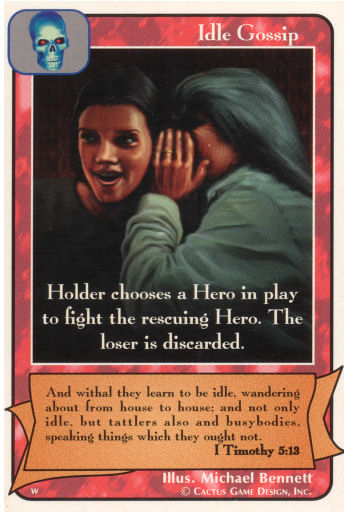 Idle Gossip
Holder chooses a Hero in play
to fight the rescuing Hero. The
loser is discarded.
And withal they learn to be idle, wandering
about from house to house; and not only
idle, but tattlers also and busybodies,
speaking things which they ought not.
I Timothy 5:13
Illus. Michael Bennett
W
© Cactus Game Design, Inc.